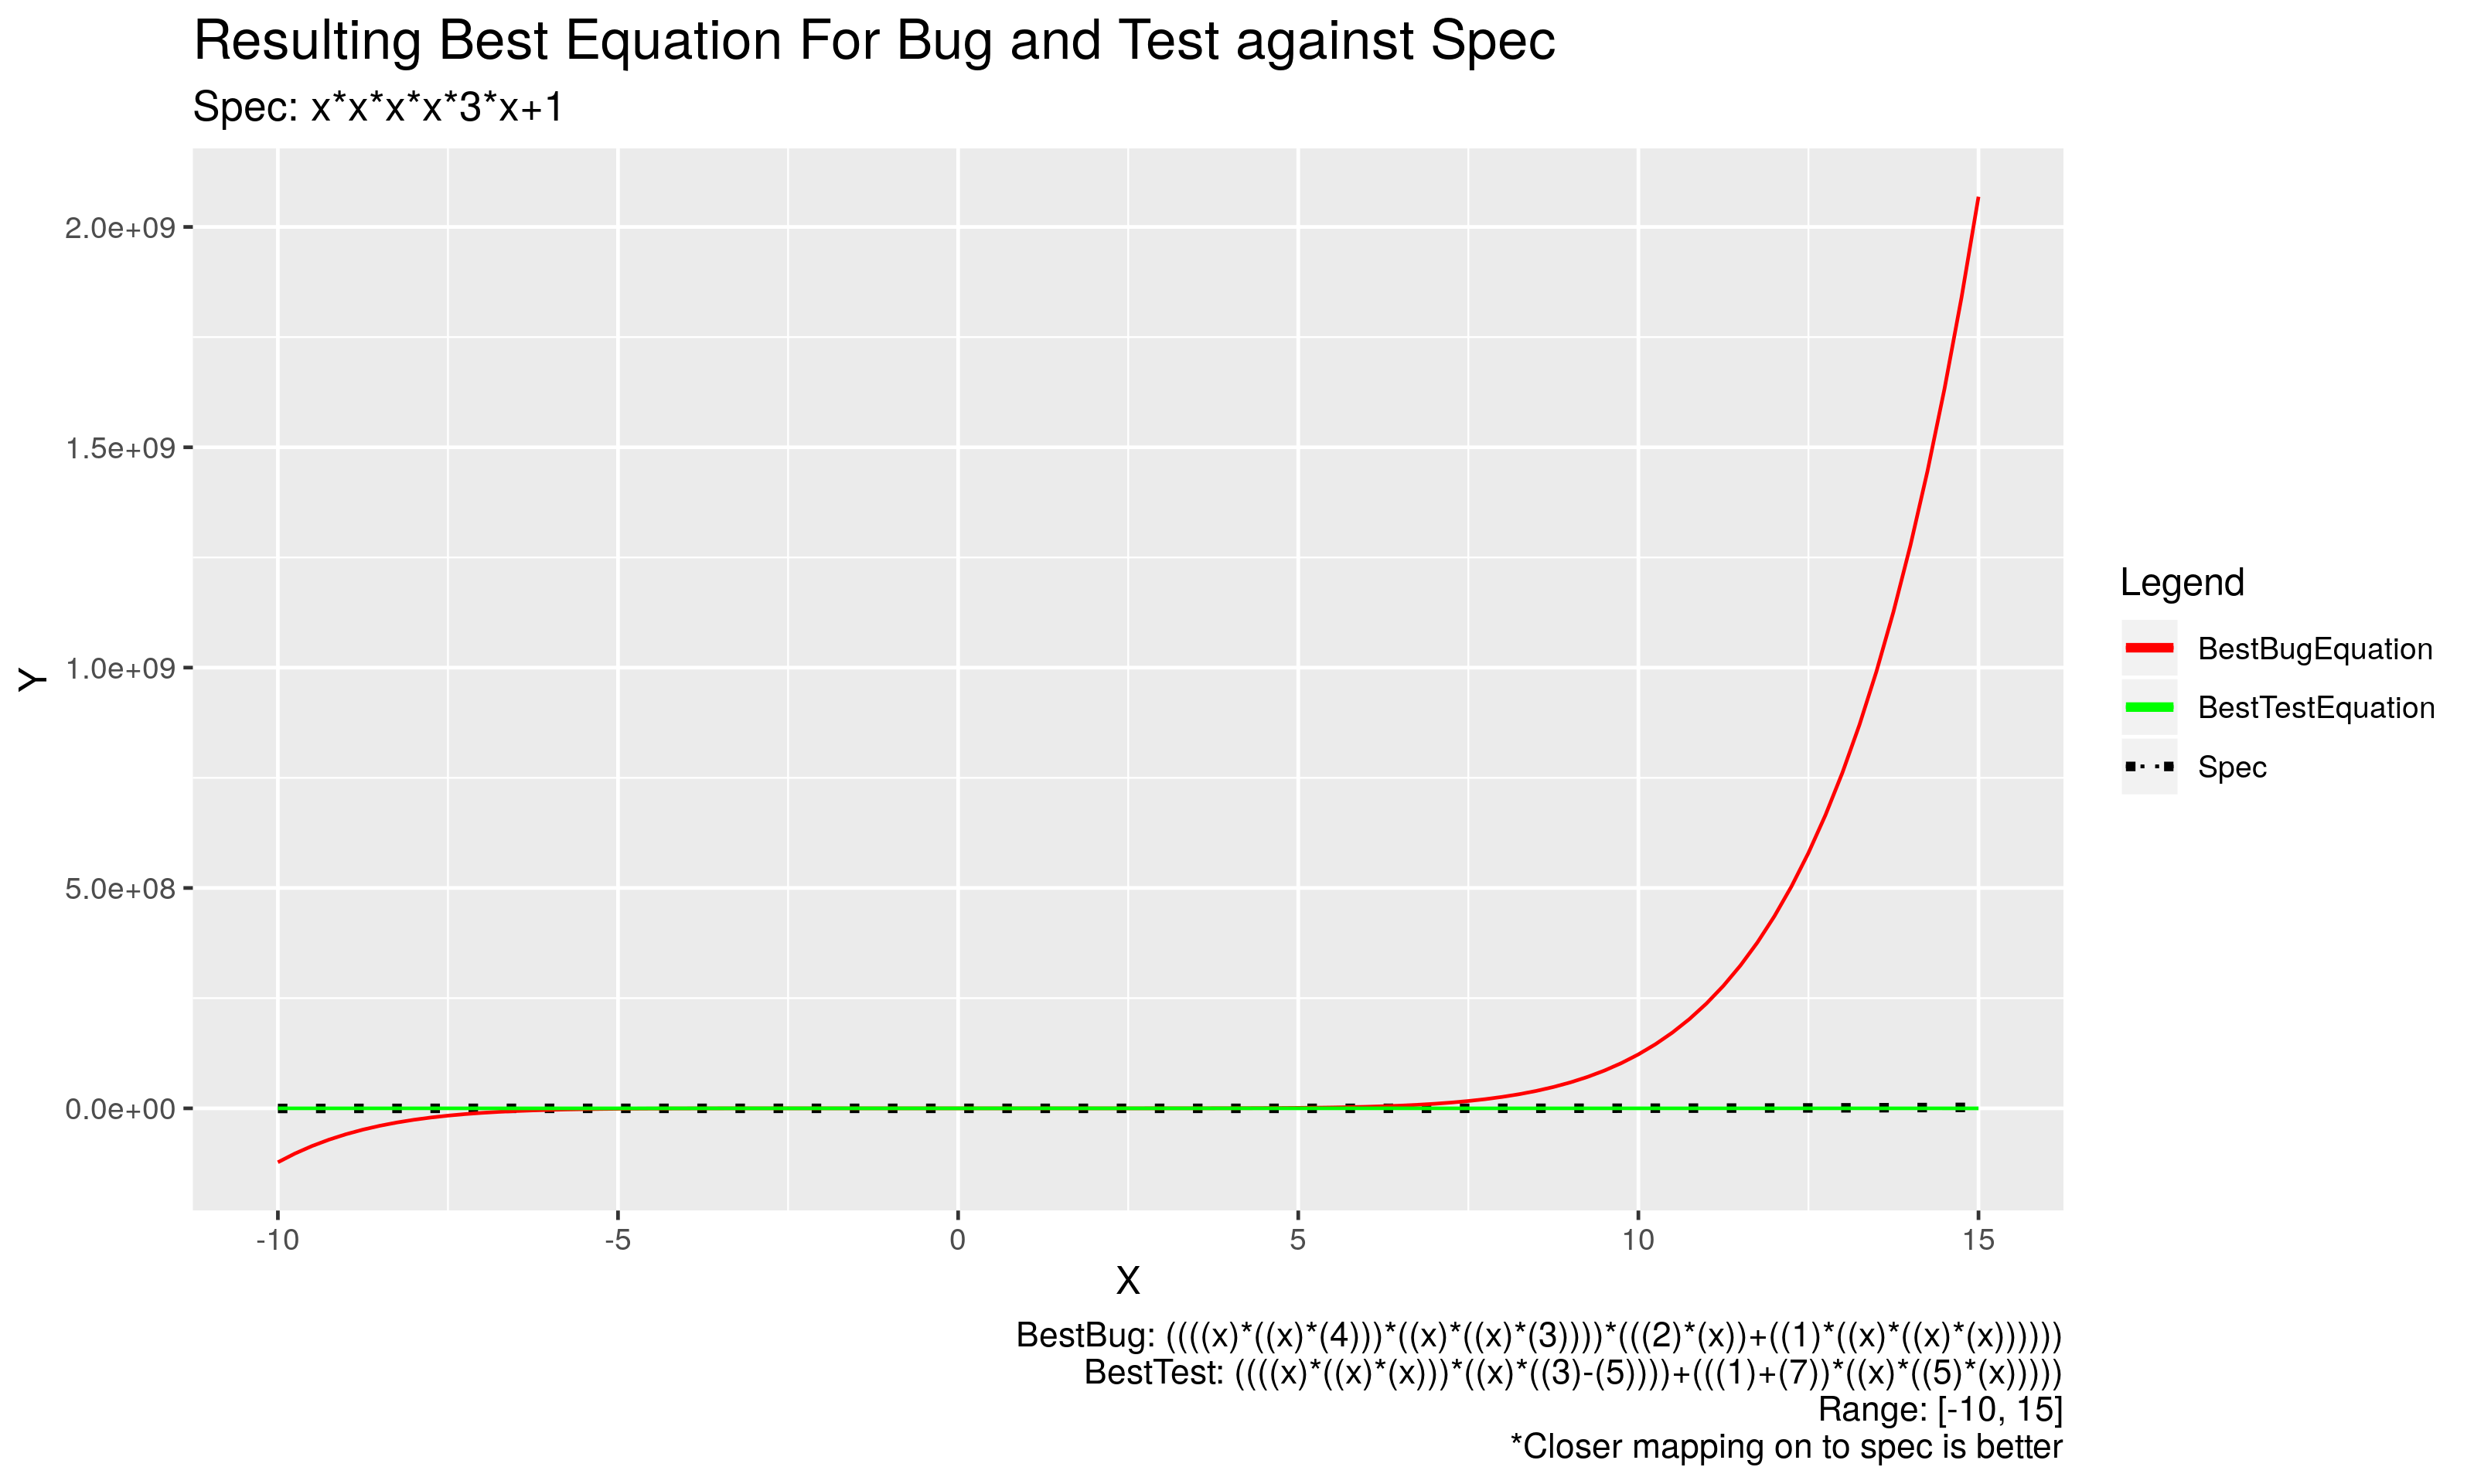 Resulting Best Equation For Bug and Test against Spec
Spec: x*x*x*x*3*x+1
2.0e+09
1.5e+09
1.0e+09
5.0e+08
0.0e+00
Y
-10 -5 0 5 10 15
X
Legend
BestBugEquation
BestTestEquation
Spec
BestBug: ((((x)*((x)*(4)))*((x)*((x)*(3))))*(((2)*(x))+((1)*((x)*((x)*(x))))))
BestTest: ((((x)*((x)*(x)))*((x)*((3)-(5))))+(((1)+(7))*((x)*((5)*(x)))))
Range: [-10, 15]
*Closer mapping on to spec is better